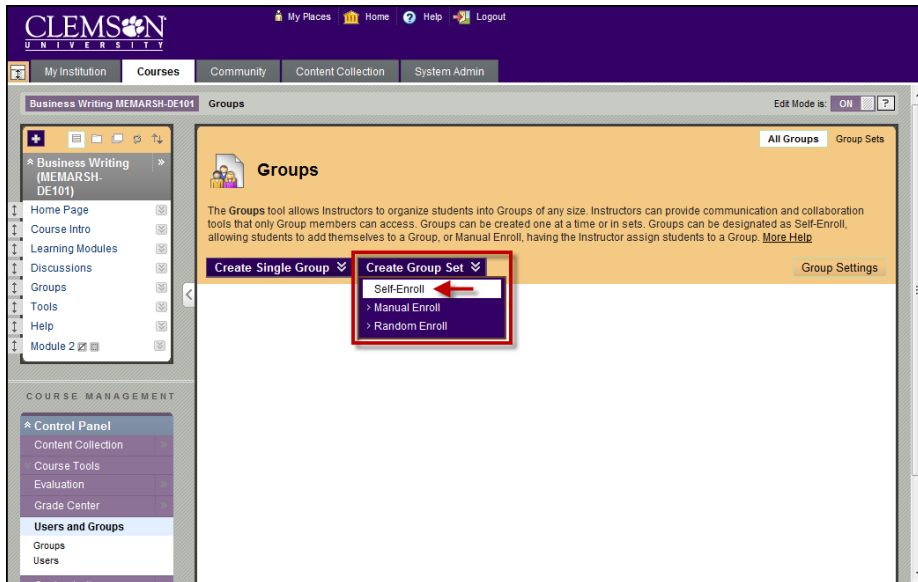 CLEMSON
UNIVERSITY
My Places Home Help Logout
My Institution Courses Community Content Collection System Admin
Business Writing MEMARSH-DE101 Groups Edit Mode is: ON ?
All Groups Group Sets
Business Writing
(MEMARSH-
DE101)
Groups
The Groups tool allows Instructors to organize students into Groups of any size. Instructors can provide communication and collaboration
tools that only Group members can access. Groups can be created one at a time or in sets. Groups can be designated as Self-Enroll,
allowing students to add themselves to a Group, or Manual Enroll, having the Instructor assign students to a Group. More Help
Create Single Group Create Group Set Group Settings
Self-Enroll
> Manual Enroll
> Random Enroll
Home Page
Course Intro
Learning Modules
Discussions
Groups
Tools
Help
Module 2
COURSE MANAGEMENT
Control Panel
Content Collection
Course Tools
Evaluation
Grade Center
Users and Groups
Groups
Users